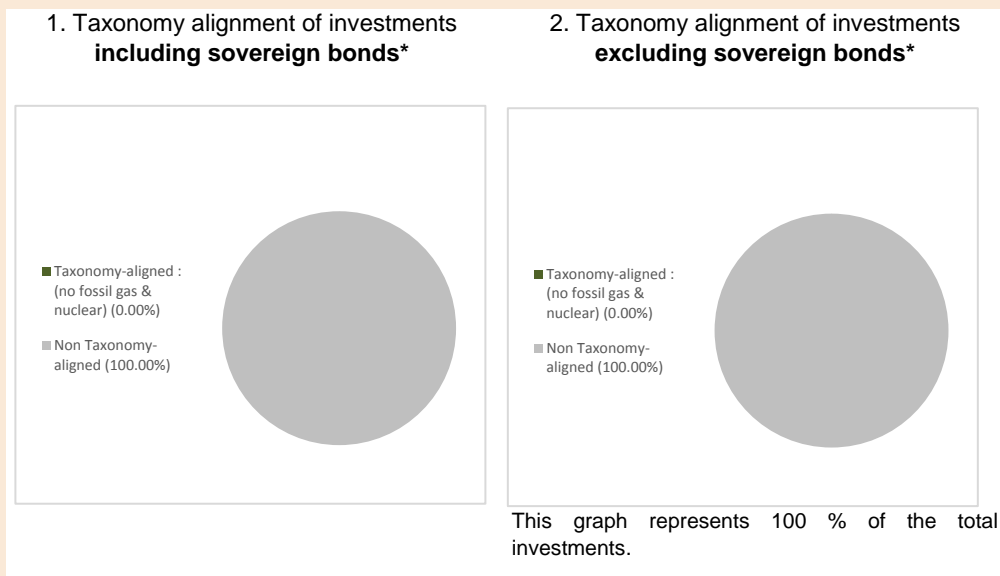 1. Taxonomy alignment of investments
including sovereign bonds*
Taxonomy-aligned :
(no fossil gas &
nuclear) (0.00%)
Non Taxonomy-
aligned (100.00%)
2. Taxonomy alignment of investments
excluding sovereign bonds*
Taxonomy-aligned :
(no fossil gas &
nuclear) (0.00%)
Non Taxonomy-
aligned (100.00%)
This graph represents 100 % of the total
investments.